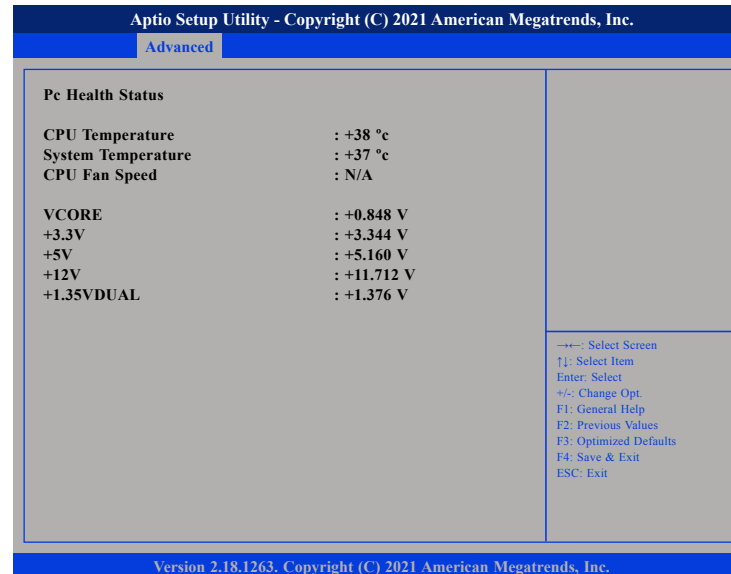 Aptio Setup Utility - Copyright (C) 2021 American Megatrends, Inc.
Advanced
Pc Health Status
CPU Temperature : +38 °c
System Temperature : +37 °c
CPU Fan Speed : N/A
VCORE : +0.848 V
+3.3V : +3.344 V
+5V : +5.160 V
+12V : +11.712 V
+1.35VDUAL : +1.376 V
→←: Select Screen
↑↓: Select Item
Enter: Select
+/-: Change Opt.
F1: General Help
F2: Previous Values
F3: Optimized Defaults
F4: Save & Exit
ESC: Exit
Version 2.18.1263. Copyright (C) 2021 American Megatrends, Inc.